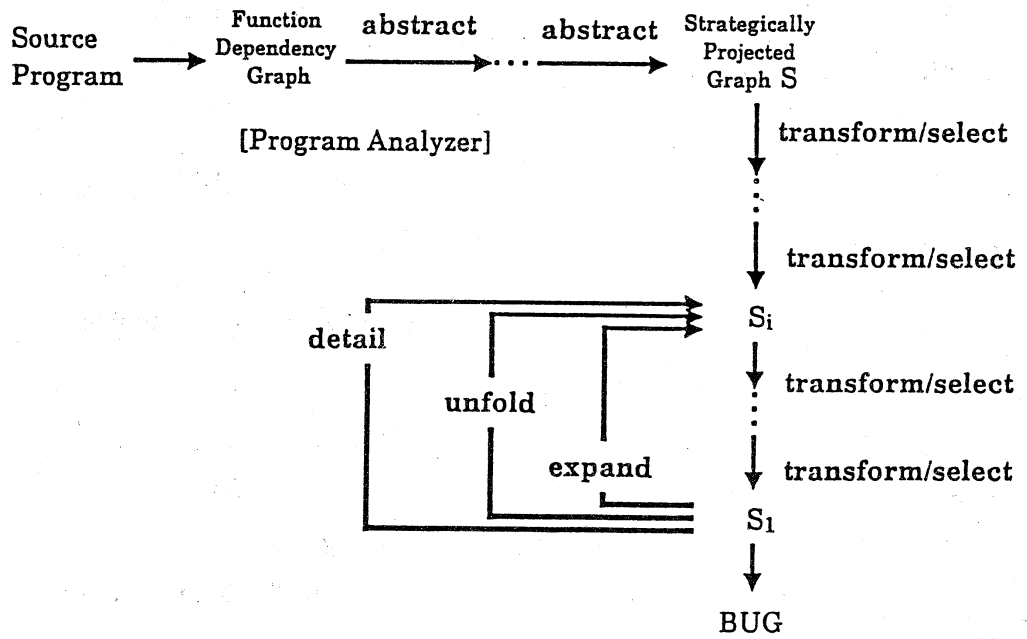 Source
Program
Function
Dependency
Graph
abstract
abstract
Strategically
Projected
Graph S
[Program Analyzer]
transform/select
transform/select
Si
detail
transform/select
unfold
expand
transform/select
S1
BUG